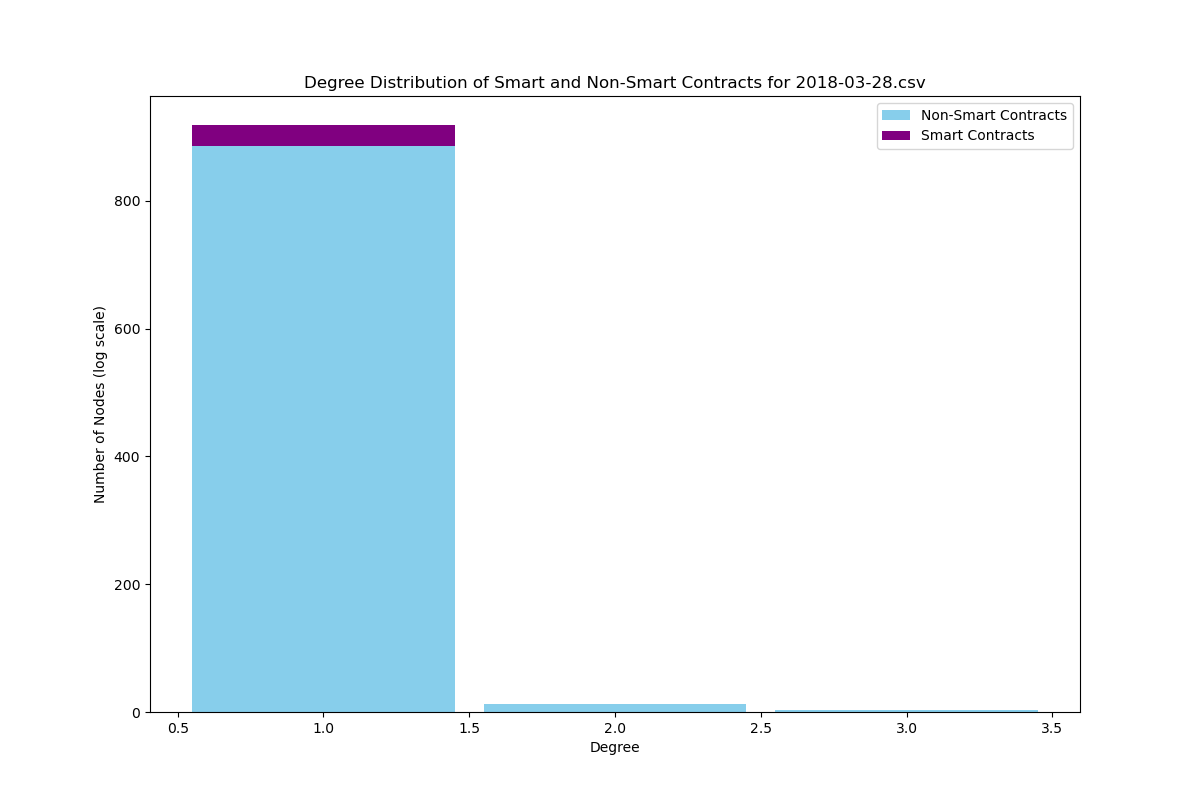 Degree Distribution of Smart and Non-Smart Contracts for 2018-03-28.csv
Non-Smart Contracts
Smart Contracts
800
600
400
200
0
Number of Nodes (log scale)
0.5 1.0 1.5 2.0 2.5 3.0 3.5
Degree